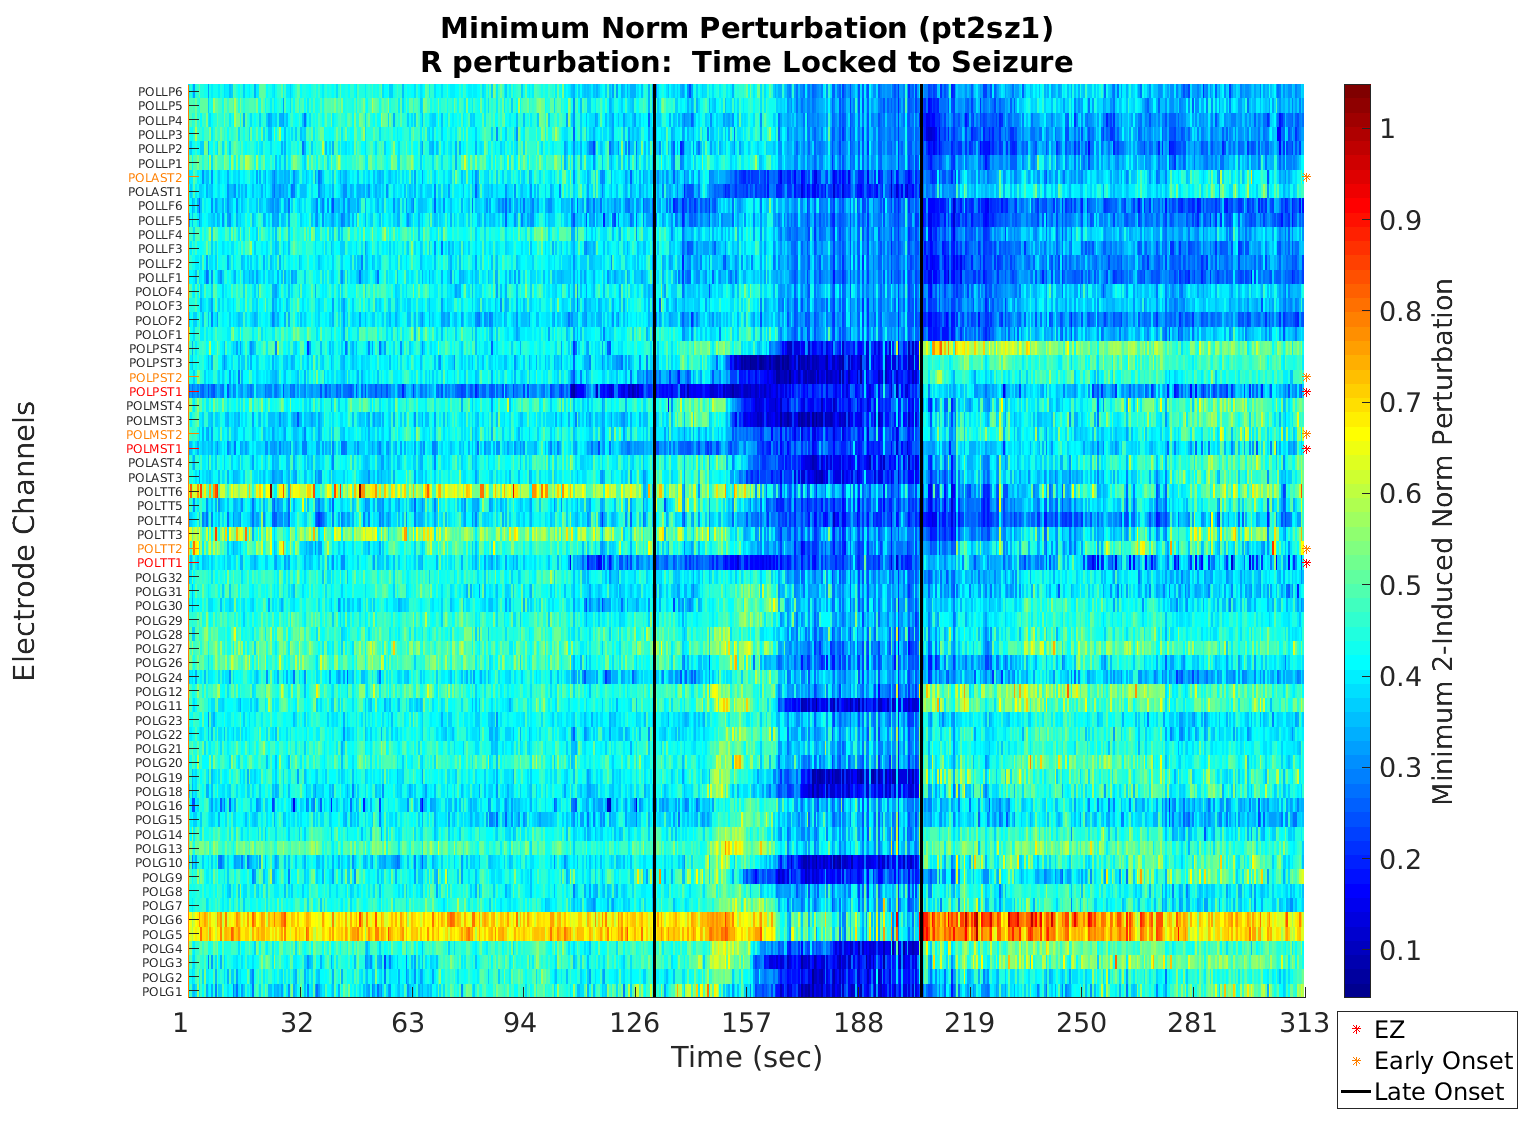 Minimum Norm Perturbation (pt2sz1)
R perturbation:  Time Locked to Seizure
Electrode Channels
POLLP6
POLLP5
POLLP4
POLLP3
POLLP2
POLLP1
POLAST2
POLAST1
POLLF6
POLLF5
POLLF4
POLLF3
POLLF2
POLLF1
POLOF4
POLOF3
POLOF2
POLOF1
POLPST4
POLPST3
POLPST2
POLPST1
POLMST4
POLMST3
POLMST2
POLMST1
POLAST4
POLAST3
POLTT6
POLTT5
POLTT4
POLTT3
POLTT2
POLTT1
POLG32
POLG31
POLG30
POLG29
POLG28
POLG27
POLG26
POLG24
POLG12
POLG11
POLG23
POLG22
POLG21
POLG20
POLG19
POLG18
POLG16
POLG15
POLG14
POLG13
POLG10
POLG9
POLG8
POLG7
POLG6
POLG5
POLG4
POLG3
POLG2
POLG1
1 32 63 94 126 157 188 219 250 281 313
Time (sec)
1
0.9
0.8
0.7
0.6
0.5
0.4
0.3
0.2
0.1
Minimum 2-Induced Norm Perturbation
EZ
Early Onset
Late Onset